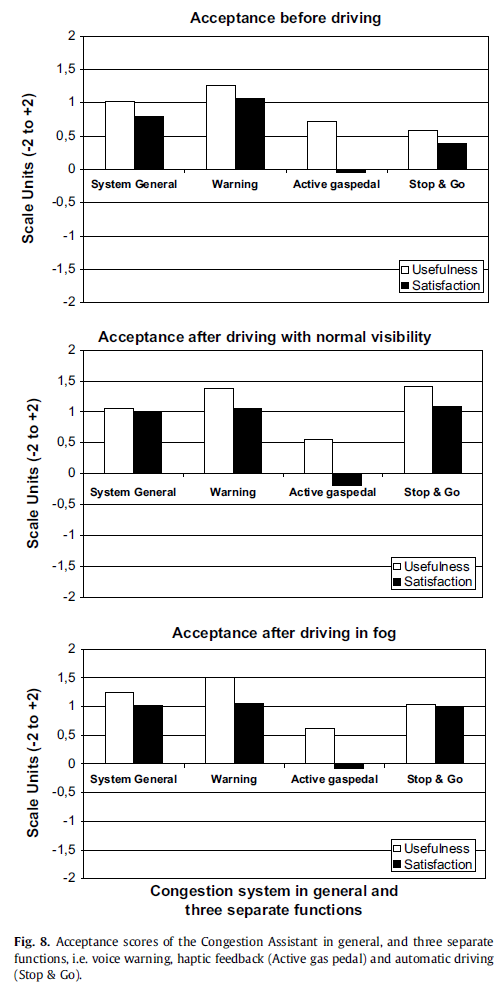 Acceptance before driving
2
1,5
1
0,5
0
-0,5
-1
-1,5
-2
Scale Units (-2 to +2)
System General Warning Active gaspedal Stop & Go
Usefulness
Satisfaction
Acceptance after driving with normal visibility
2
1,5
1
0,5
0
-0,5
-1
-1,5
-2
Scale Units (-2 to +2)
System General Warning Active gaspedal Stop & Go
Usefulness
Satisfaction
Acceptance after driving in fog
2
1,5
1
0,5
0
-0,5
-1
-1,5
-2
Scale Units (-2 to +2)
System General Warning Active gaspedal Stop & Go
Usefulness
Satisfaction
Congestion system in general and
three separate functions
Fig. 8. Acceptance scores of the Congestion Assistant in general, and three separate
functions, i.e. voice warning, haptic feedback (Active gas pedal) and automatic driving
(Stop & Go).